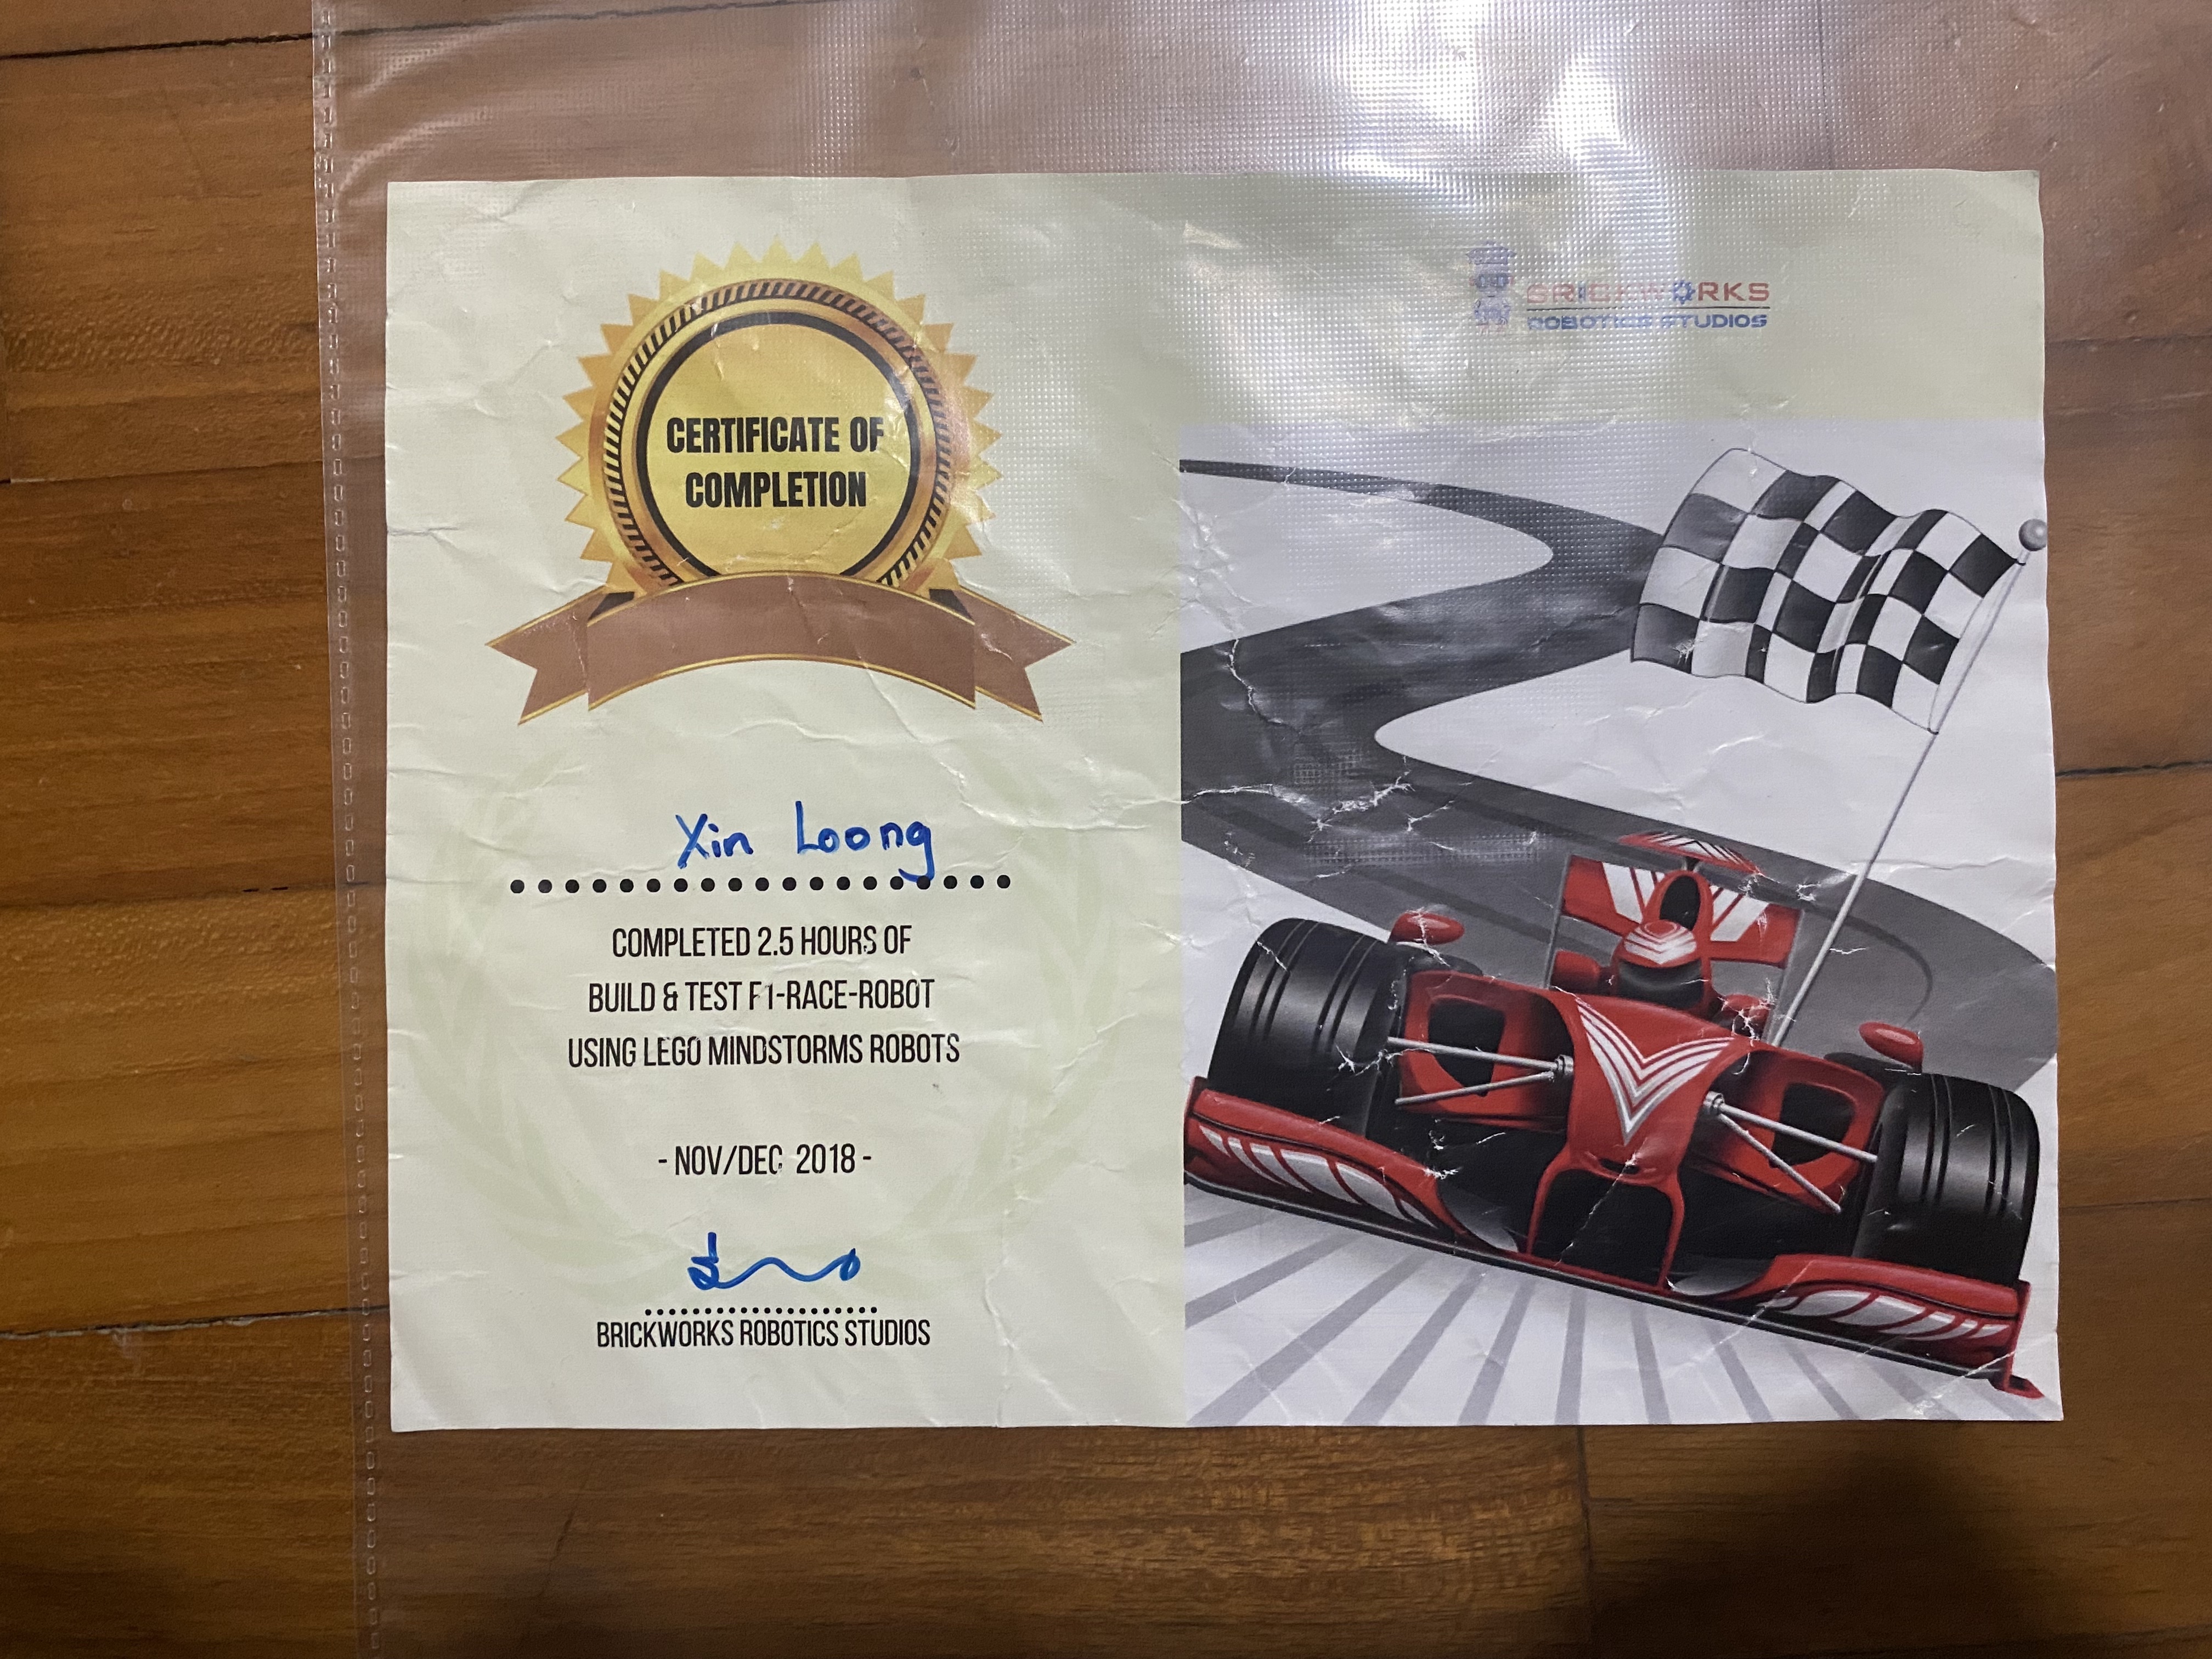 CERTIFICATE OF
COMPLETION
Xin Loong
COMPLETED 2.5 HOURS OF
BUILD & TEST F1-RACE-ROBOT
USING LEGO MINDSTORMS ROBOTS
- NOV/DEC 2018 -
BRICKWORKS ROBOTICS STUDIOS
BRICKWORKS
ROBOTICS STUDIOS